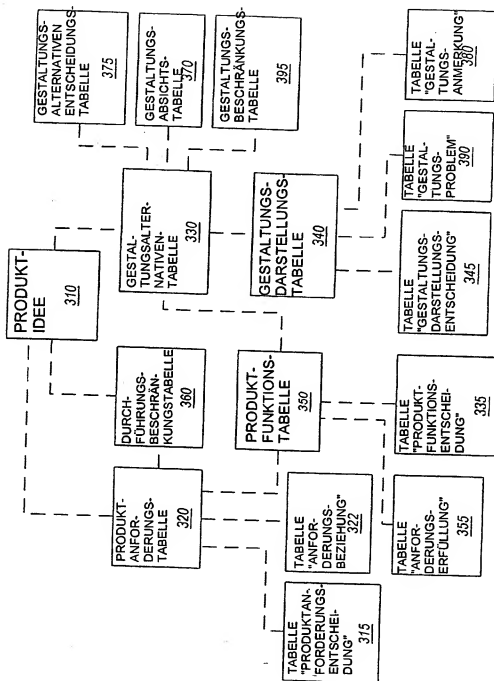 PRODUKT-
IDEE
310
PRODUKT-
ANFOR-
DERUNGS-
TABELLE
320
DURCH-
FÜHRUNGS-
BESCHRÄN-
KUNGSTABELLE
360
GESTAL-
TUNGSALTER-
NATIVEN-
TABELLE
330
GESTALTUNGS-
ALTERNATIVEN
ENTSCHEIDUNGS-
TABELLE
375
GESTALTUNGS-
ABSICHTS-
TABELLE
370
GESTALTUNGS-
BESCHRÄNKUNGS-
TABELLE
395
PRODUKT-
FUNKTIONS-
TABELLE
350
GESTALTUNGS-
DARSTELLUNGS-
TABELLE
340
TABELLE
"PRODUKTAN-
FORDERUNGS-
ENTSCHEI-
DUNG"
315
TABELLE
"ANFOR-
DERUNGS-
BEZIEHUNG"
322
TABELLE
"ANFOR-
DERUNGS-
ERFÜLLUNG"
355
TABELLE
"PRODUKT-
FUNKTIONS-
ENTSCHEI-
DUNG"
335
TABELLE
"GESTALTUNGS-
DARSTELLUNGS-
ENTSCHEIDUNG"
345
TABELLE
"GESTAL-
TUNGS-
PROBLEM"
390
TABELLE
"GESTAL-
TUNGS-
ANMERKUNG"
380